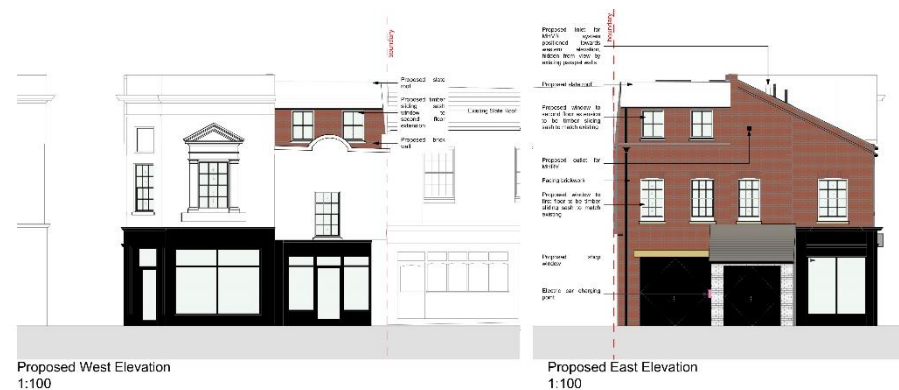 boundary
Proposed slate
roof
Proposed timber
sliding sash
window to
second floor
extension
Proposed brick
wall
Existing Slate Roof
Proposed West Elevation
1:100
boundary
Proposed inlet for
MHVR system
positioned towards
western elevation,
hidden from view by
existing parapet walls
Proposed slate roof
Proposed window to
second floor extension
to be timber sliding
sash to match existing
Proposed outlet for
MHRV
Facing brickwork
Proposed window to
first floor to be timber
sliding sash to match
existing
Proposed shop
window
Electric car charging
point
Proposed East Elevation
1:100